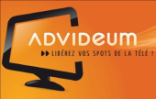 ADVIDEUM
LIBÉREZ VOS SPOTS DE LA TÉLÉ !